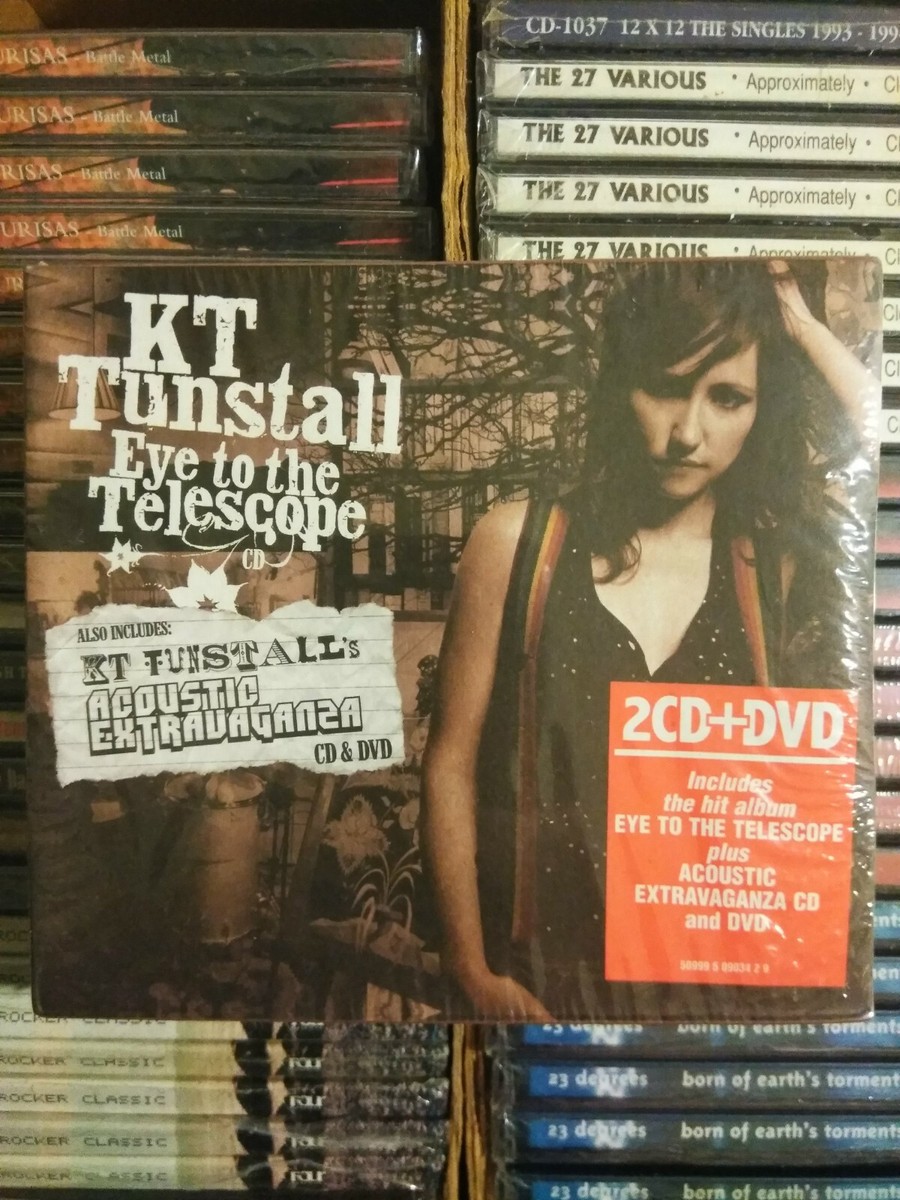 URISAS - Battle Metal
URISAS - Battle Metal
URISAS - Battle Metal
URISAS - Battle Metal
CD-1037 12 X 12 THE SINGLES 1993 - 199
THE 27 VARIOUS • Approximately •
THE 27 VARIOUS • Approximately •
THE 27 VARIOUS • Approximately •
THE 27 VARIOUS • Approximately
KT
Tunstall
Eye to the
Telescope
CD
ALSO INCLUDES:
KT TUNSTALL's
ACOUSTIC
EXTRAVAGANZA
CD & DVD
2CD+DVD
Includes
the hit album
EYE TO THE TELESCOPE
plus
ACOUSTIC
EXTRAVAGANZA CD
and DVD
ROCKER CLASSIC
ROCKER CLASSIC
ROCKER CLASSIC
ROCKER CLASSIC
ROCKER CLASSIC
23 degrees born of earth's torments
23 degrees born of earth's torment
23 degrees born of earth's torments
23 degrees born of earth's torments